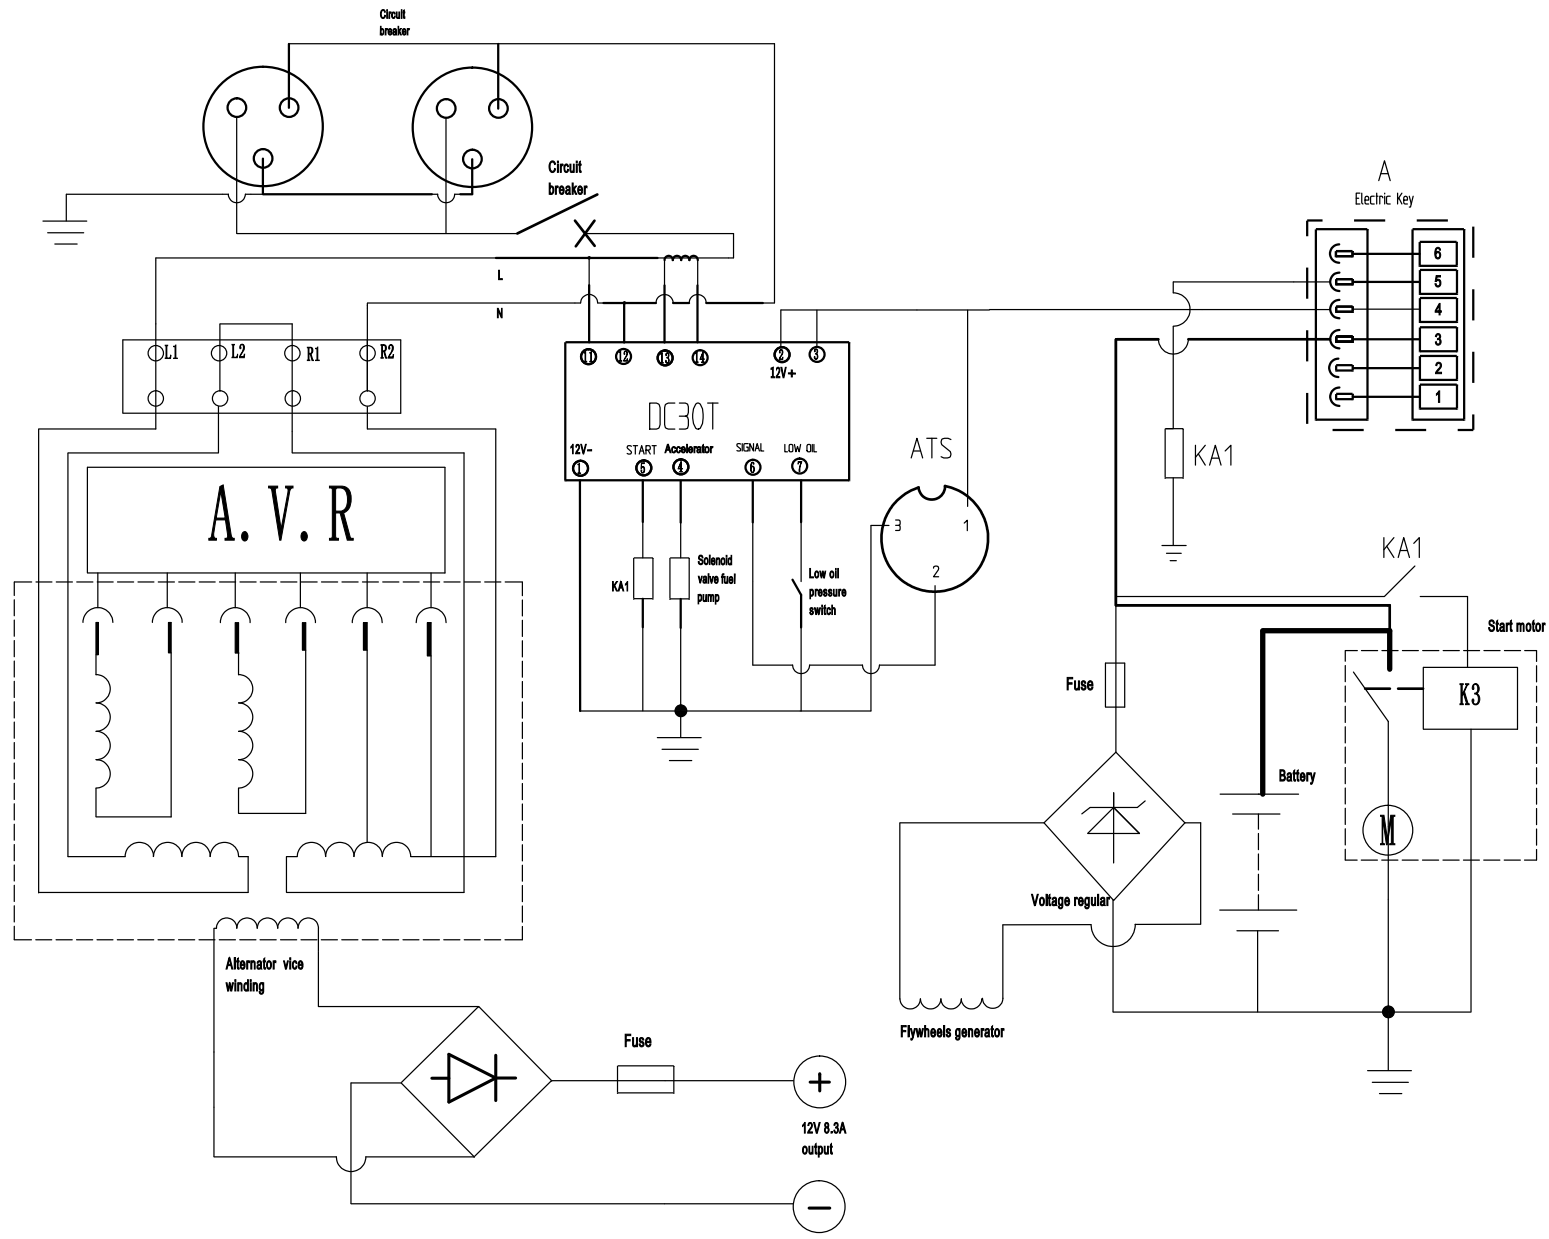 Circuit
breaker
Circuit
breaker
A
Electric Key
L
N
6
5
4
3
2
1
L1
L2
R1
R2
11
12
13
14
2
3
12V+
DC30T
12V-
START
Accelerator
SIGNAL
LOW OIL
1
5
4
6
7
ATS
3
1
2
KA1
A.V.R
KA1
Solenoid
valve fuel
pump
Low oil
pressure
switch
KA1
Start motor
Fuse
K3
Battery
M
Voltage regular
Alternator vice
winding
Flywheels generator
Fuse
+
12V 8.3A
output
−